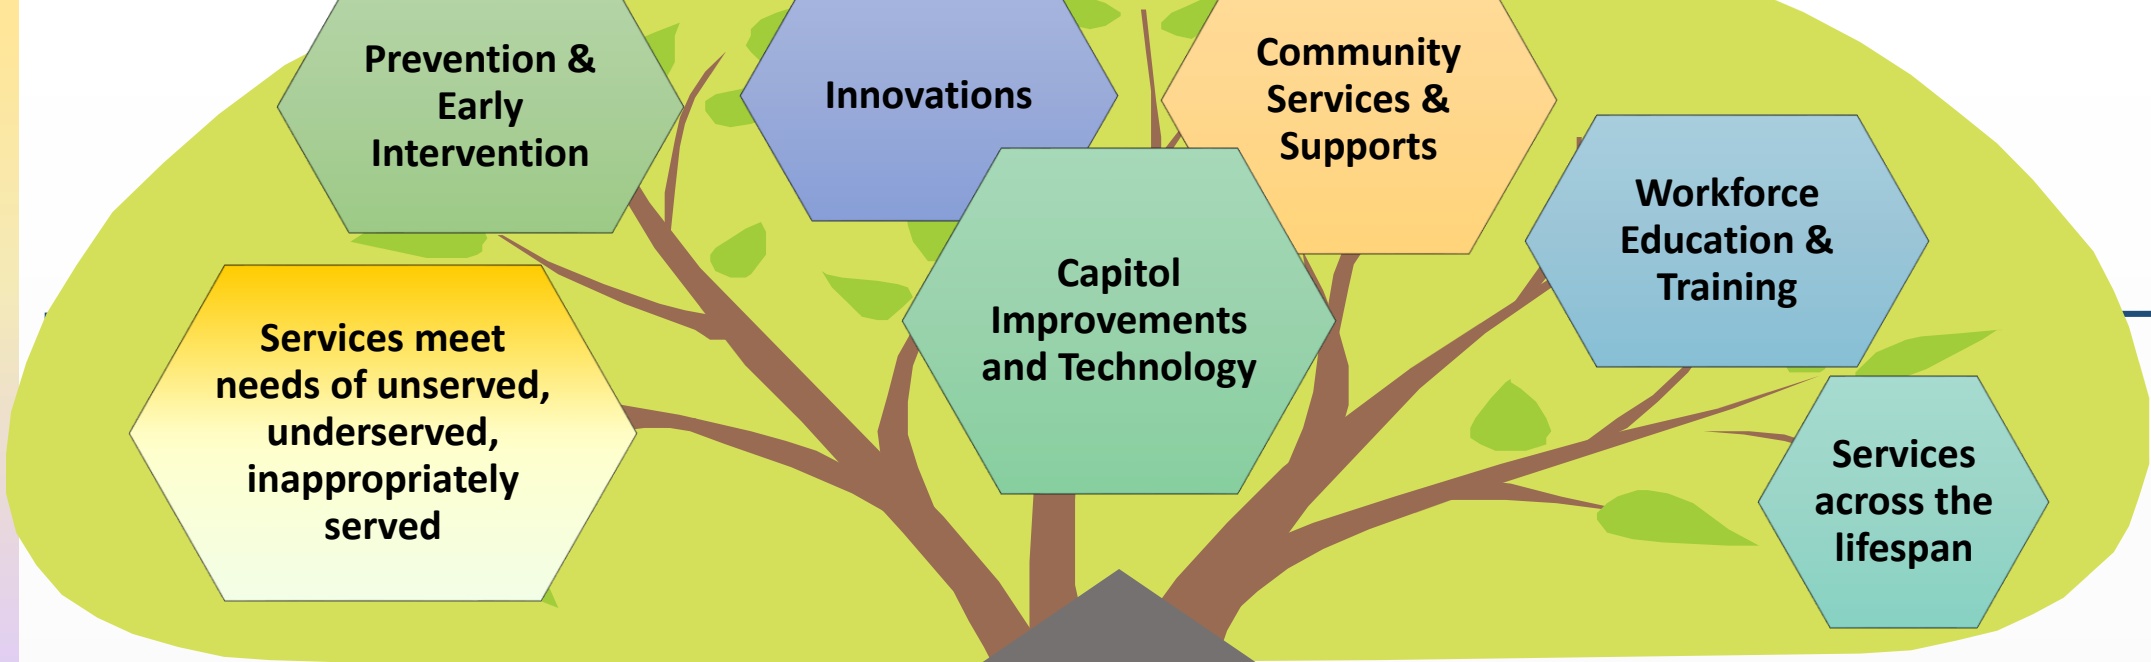 Prevention &
Early
Intervention
Innovations
Community
Services &
Supports
Workforce
Education &
Training
Capitol
Improvements
and Technology
Services meet
needs of unserved,
underserved,
inappropriately
served
Services
across the
lifespan